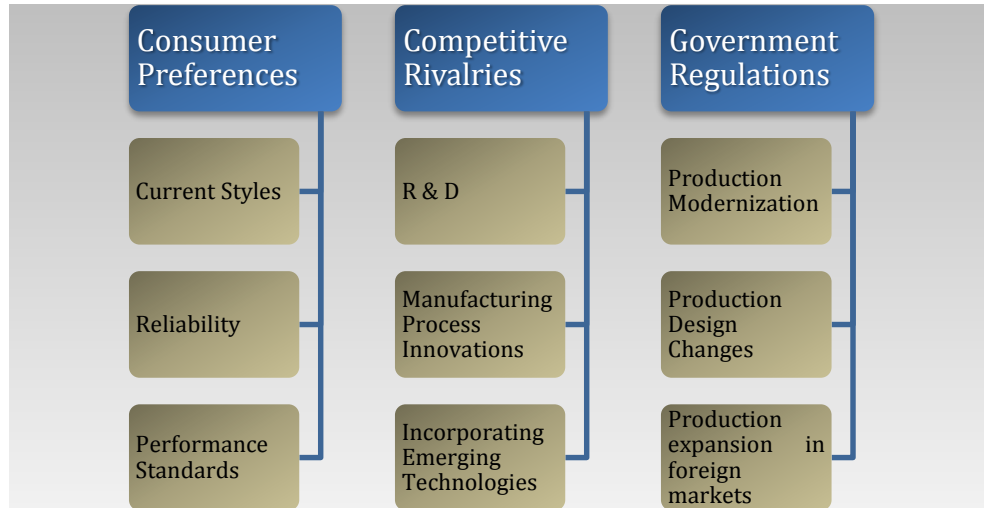 Consumer
Preferences
Current Styles
Reliability
Performance
Standards
Competitive
Rivalries
R & D
Manufacturing
Process
Innovations
Incorporating
Emerging
Technologies
Government
Regulations
Production
Modernization
Production
Design
Changes
Production
expansion in
foreign
markets